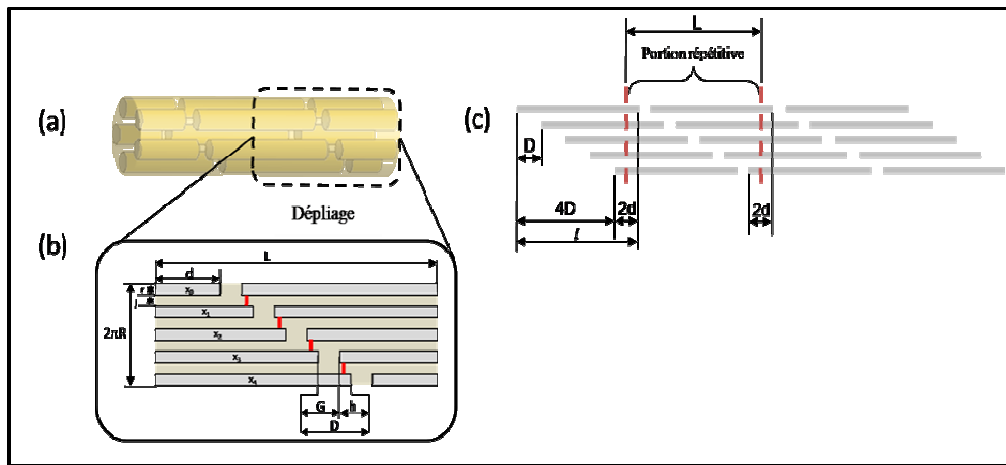 (a)
Dépliage
(b)
L
d
r
l
2πR
x₀
x₁
x₂
x₃
x₄
G
h
D
(c)
L
Portion répétitive
D
4D
2d
l
2d